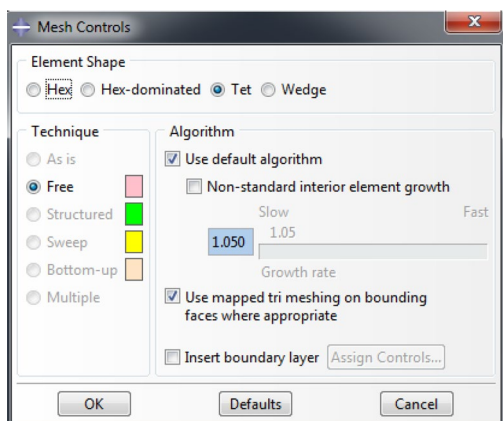 Mesh Controls
Element Shape
Hex Hex-dominated Tet Wedge
Technique
As is
Free
Structured
Sweep
Bottom-up
Multiple
Algorithm
Use default algorithm
Non-standard interior element growth
Slow Fast
1.050 1.05
Growth rate
Use mapped tri meshing on bounding
faces where appropriate
Insert boundary layer Assign Controls...
OK Defaults Cancel